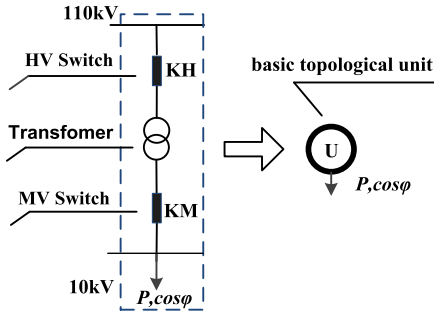 110kV
HV Switch
KH
basic topological unit
Transfomer
U
MV Switch
KM
P,cosφ
10kV
P,cosφ